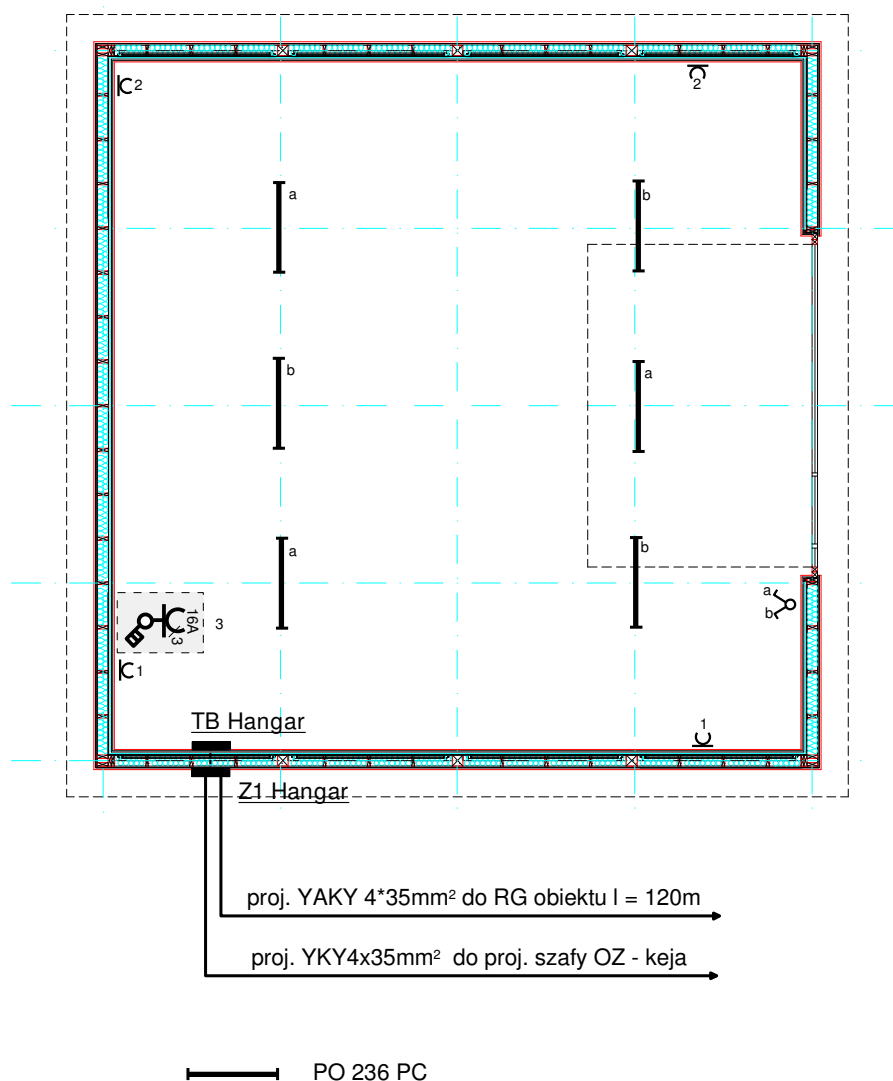 2
2
a
b
b
a
a
b
16A
3
3
a
b
1
1
TB Hangar
Z1 Hangar
proj. YAKY 4*35mm² do RG obiektu l = 120m
proj. YKY4x35mm² do proj. szafy OZ - keja
PO 236 PC